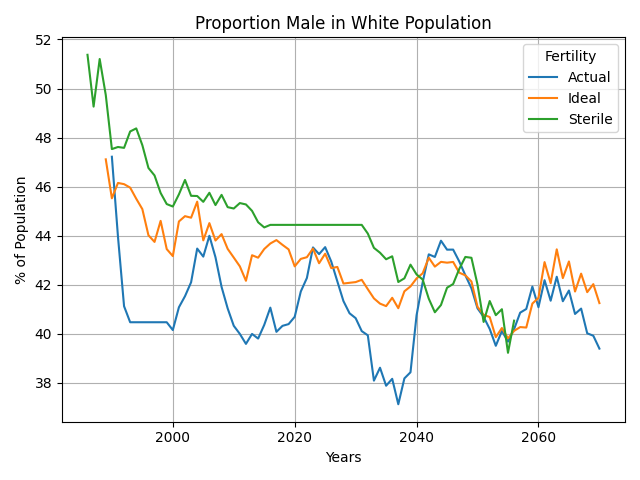 Proportion Male in White Population
% of Population
52
50
48
46
44
42
40
38
Fertility
Actual
Ideal
Sterile
2000
2020
2040
2060
Years